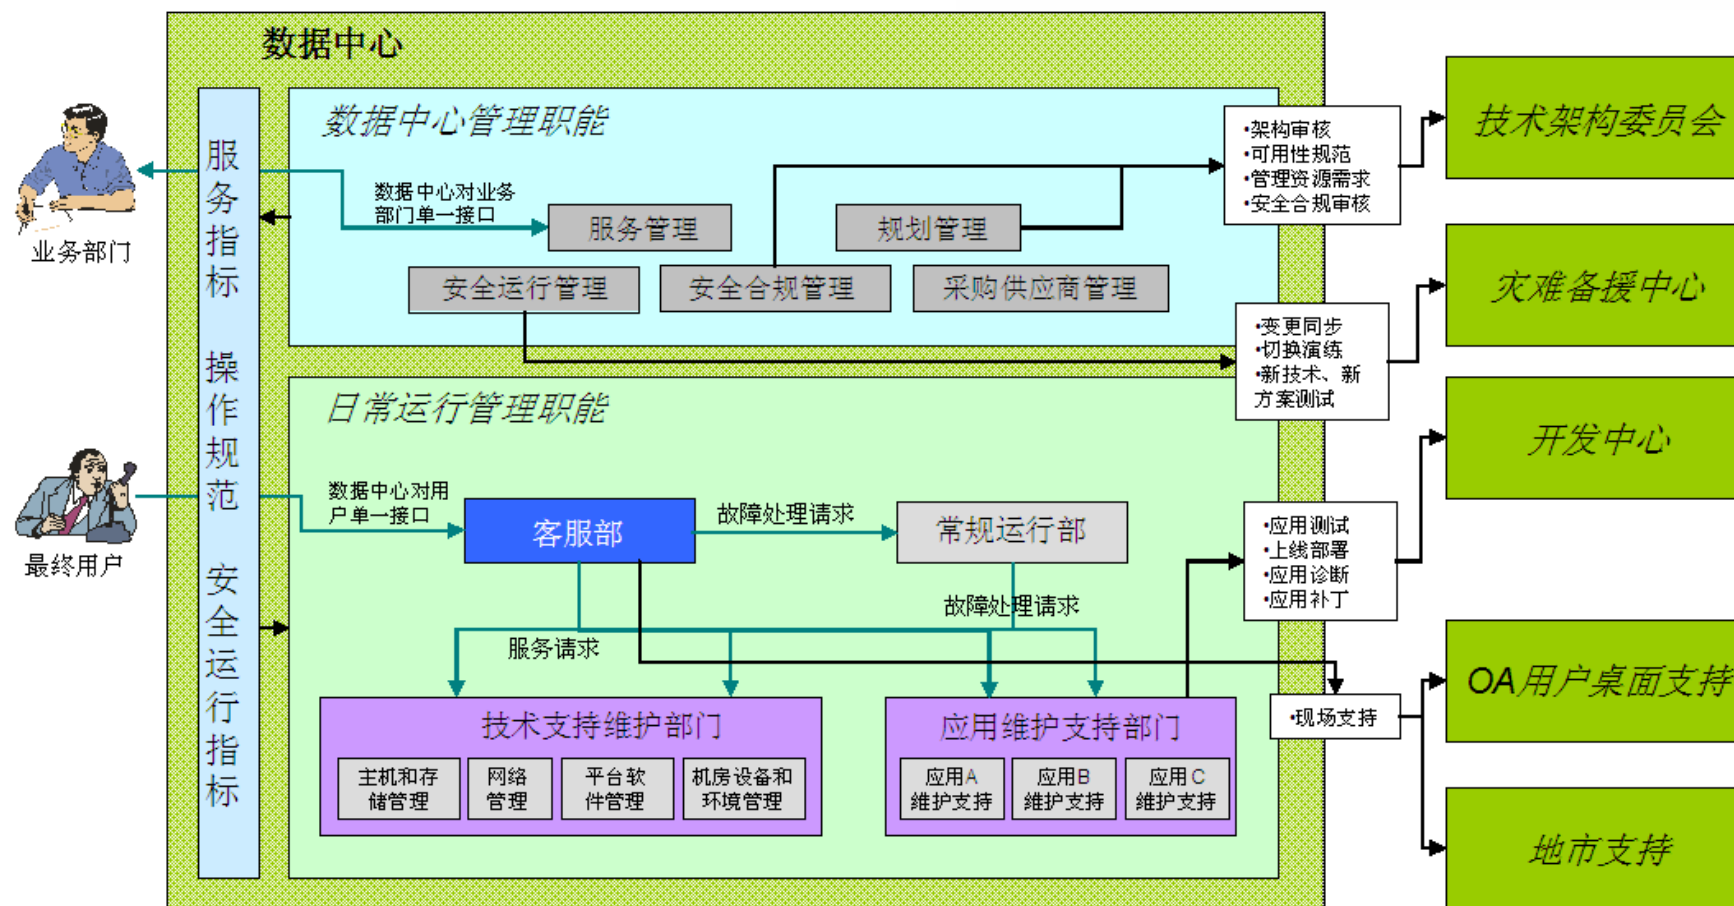 数据中心
服务指标 操作规范 安全运行指标
数据中心管理职能
业务部门
数据中心对业务
部门单一接口
服务管理
规划管理
安全运行管理
安全合规管理
采购供应商管理
•架构审核
•可用性规范
•管理资源需求
•安全合规审核
技术架构委员会
•变更同步
•切换演练
•新技术、新
方案测试
灾难备援中心
日常运行管理职能
最终用户
数据中心对用
户单一接口
客服部
故障处理请求
常规运行部
故障处理请求
服务请求
•应用测试
•上线部署
•应用诊断
•应用补丁
开发中心
技术支持维护部门
主机和存
储管理
网络
管理
平台软
件管理
机房设备和
环境管理
应用维护支持部门
应用A
维护支持
应用B
维护支持
应用C
维护支持
•现场支持
OA用户桌面支持
地市支持